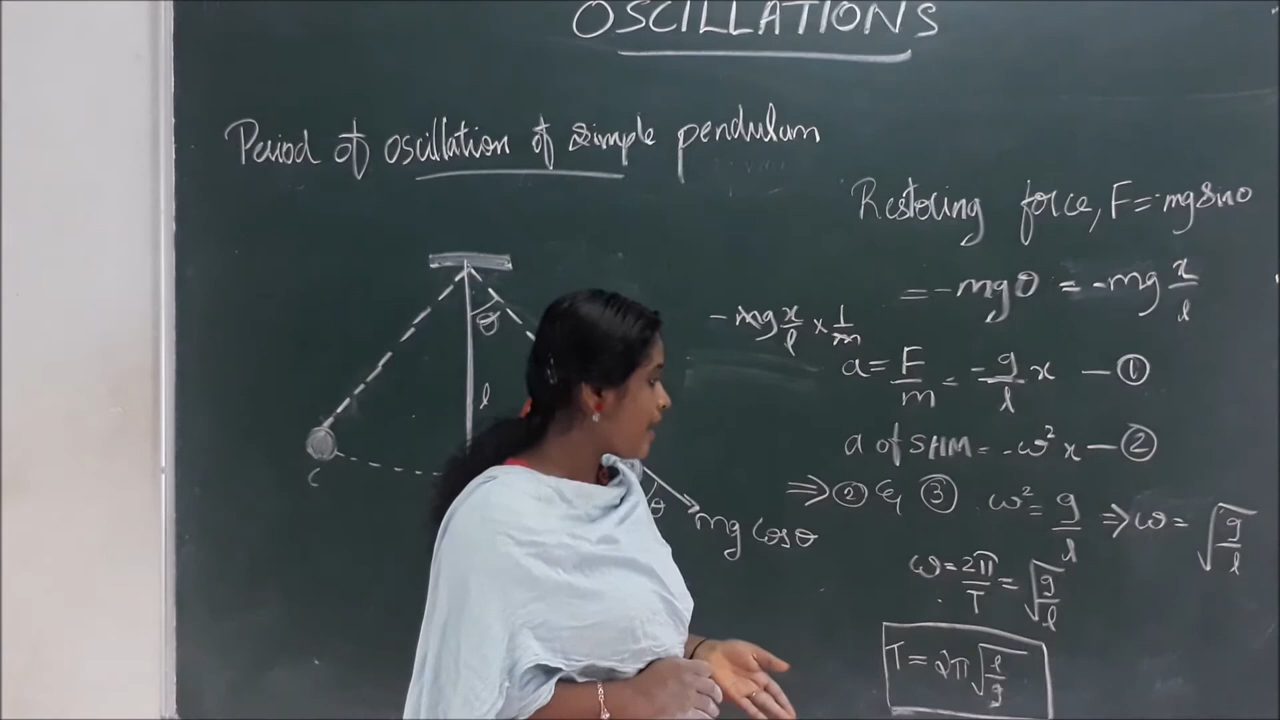 OSCILLATIONS
Period of oscillation of simple pendulam
Restoring force, F = -mg sinθ
= -mgθ = -mg x/l
-mg x/l × 1/m
a = F/m = -g/l x — ①
a of SHM = -ω²x — ②
⇒ ② & ③ ω² = g/l ⇒ ω = √g/l
ω = 2π/T = √g/l
T = 2π√l/g
θ
l
C
θ
mg cosθ